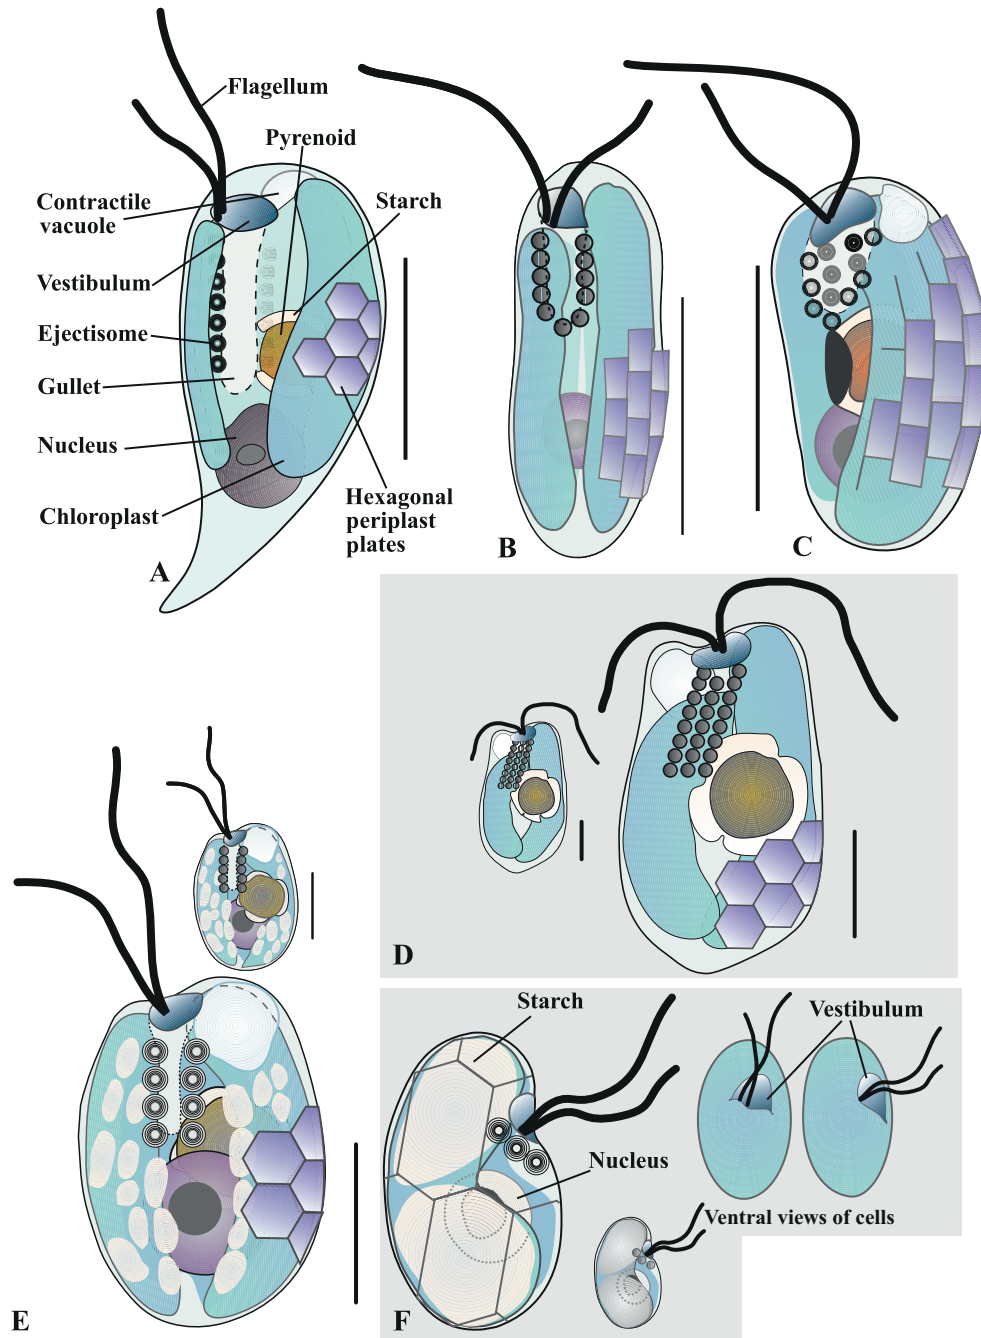 Flagellum
Pyrenoid
Contractile
vacuole
Starch
Vestibulum
Ejectisome
Gullet
Nucleus
Chloroplast
Hexagonal
periplast
plates
A
B
C
D
Starch
Vestibulum
Nucleus
Ventral views of cells
E
F